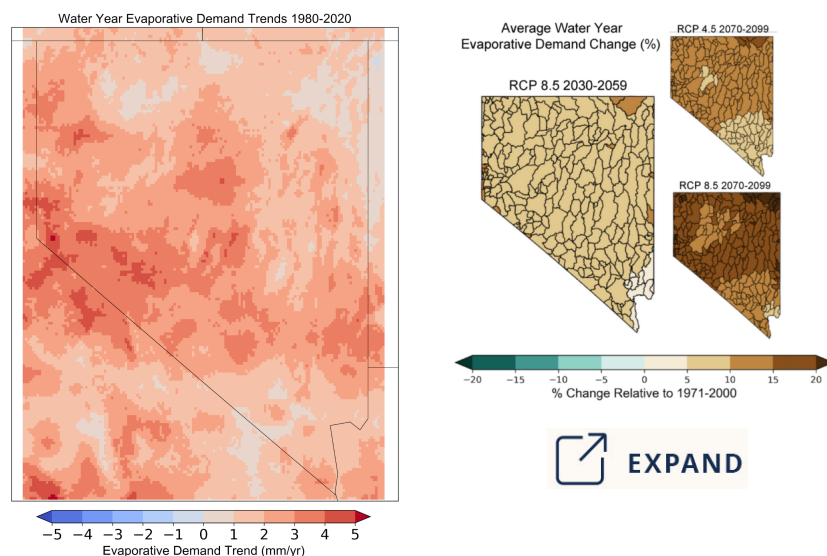 Water Year Evaporative Demand Trends 1980-2020
−5 −4 −3 −2 −1 0 1 2 3 4 5
Evaporative Demand Trend (mm/yr)
Average Water Year
Evaporative Demand Change (%)
RCP 4.5 2070-2099
RCP 8.5 2030-2059
RCP 8.5 2070-2099
−20 −15 −10 −5 0 5 10 15 20
% Change Relative to 1971-2000
EXPAND